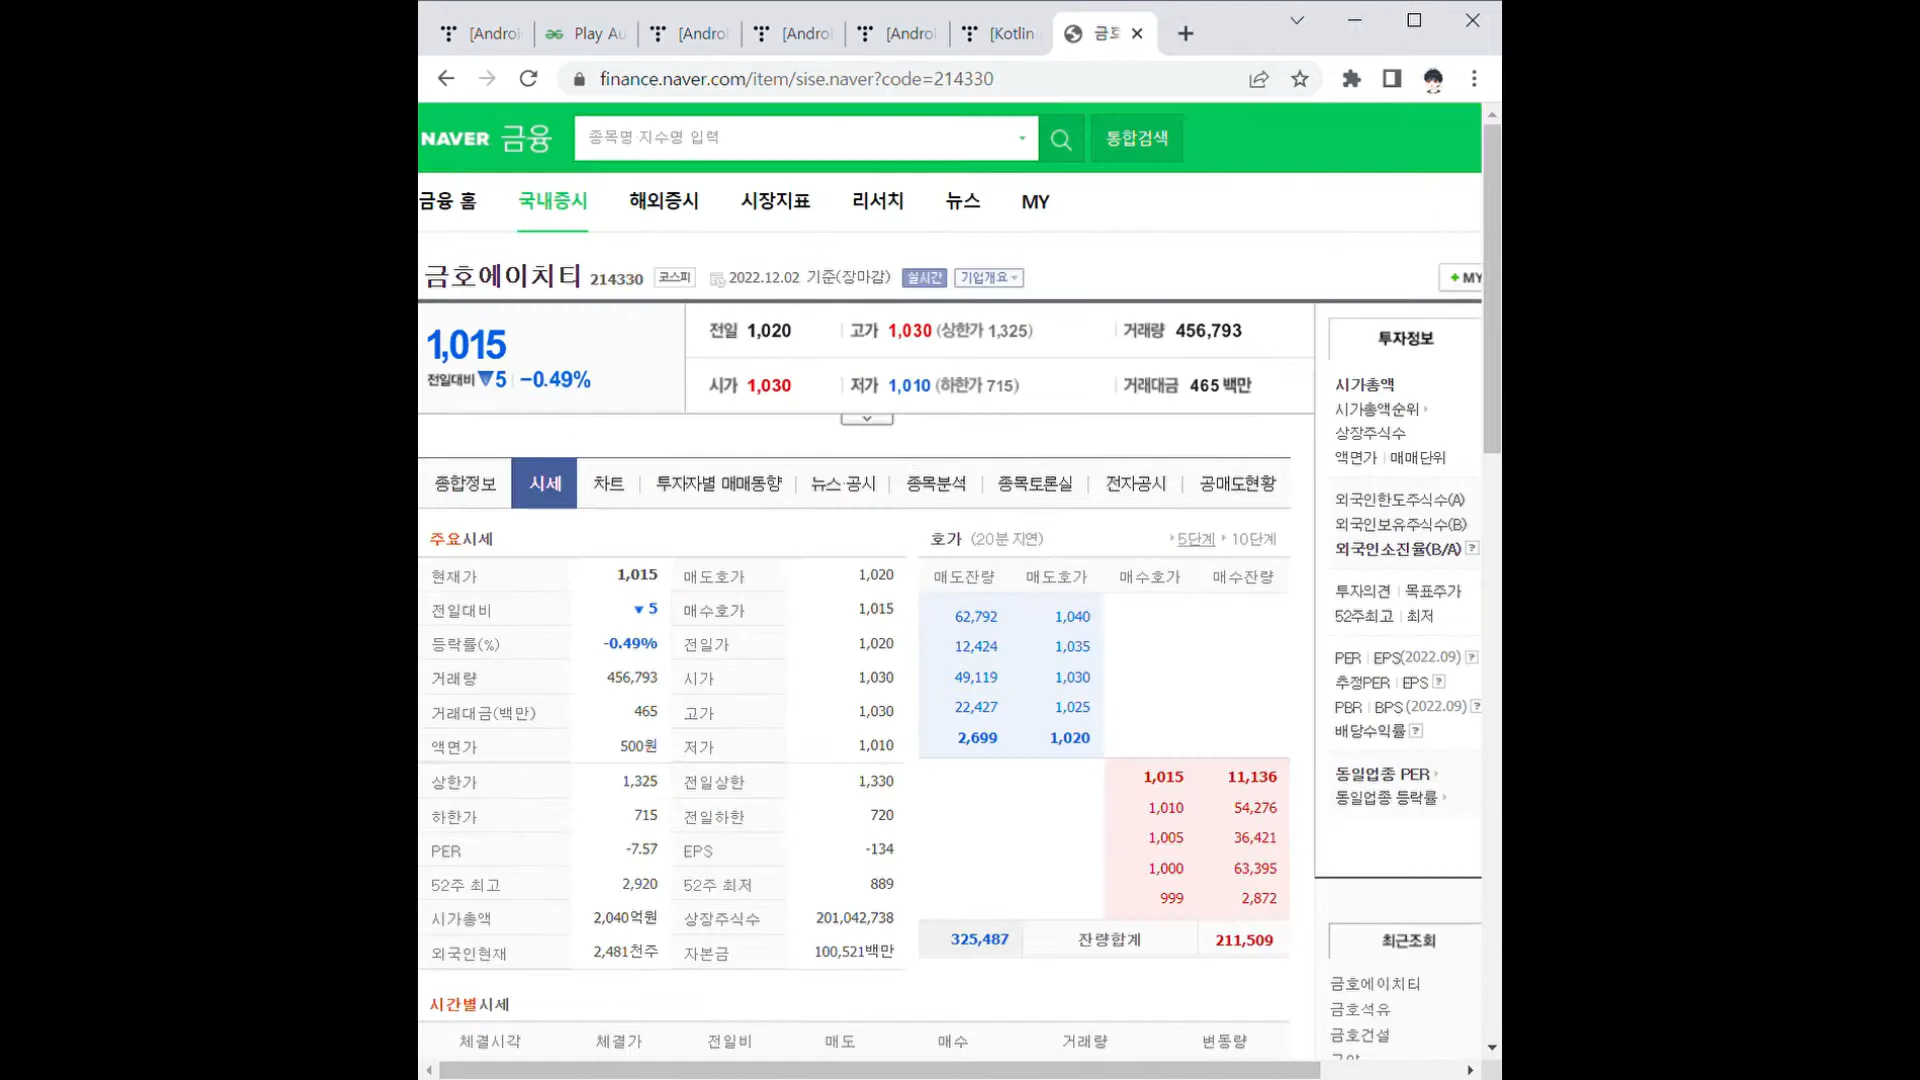 [Androi
Play Au
[Androi
[Androi
[Androi
[Kotlin
금호
finance.naver.com/item/sise.naver?code=214330
NAVER 금융
종목명·지수명 입력
통합검색
금융 홈 국내증시 해외증시 시장지표 리서치 뉴스 MY
금호에이치티 214330 코스피 2022.12.02 기준(장마감) 실시간 기업개요
+ MY
1,015
전일대비 ▼5 -0.49%
전일 1,020 고가 1,030 (상한가 1,325) 거래량 456,793
시가 1,030 저가 1,010 (하한가 715) 거래대금 465 백만
종합정보 시세 차트 투자자별 매매동향 뉴스·공시 종목분석 종목토론실 전자공시 공매도현황
주요시세
현재가 1,015 매도호가 1,020
전일대비 ▼ 5 매수호가 1,015
등락률(%) -0.49% 전일가 1,020
거래량 456,793 시가 1,030
거래대금(백만) 465 고가 1,030
액면가 500원 저가 1,010
상한가 1,325 전일상한 1,330
하한가 715 전일하한 720
PER -7.57 EPS -134
52주 최고 2,920 52주 최저 889
시가총액 2,040억원 상장주식수 201,042,738
외국인현재 2,481천주 자본금 100,521백만
호가 (20분 지연) 5단계 10단계
매도잔량 매도호가 매수호가 매수잔량
62,792 1,040
12,424 1,035
49,119 1,030
22,427 1,025
2,699 1,020
1,015 11,136
1,010 54,276
1,005 36,421
1,000 63,395
999 2,872
325,487 잔량합계 211,509
시간별시세
체결시각 체결가 전일비 매도 매수 거래량 변동량
투자정보
시가총액
시가총액순위
상장주식수
액면가 | 매매단위
외국인한도주식수(A)
외국인보유주식수(B)
외국인소진율(B/A) ?
투자의견 | 목표주가
52주최고 | 최저
PER | EPS(2022.09) ?
추정PER | EPS ?
PBR | BPS (2022.09) ?
배당수익률 ?
동일업종 PER
동일업종 등락률
최근조회
금호에이치티
금호석유
금호건설